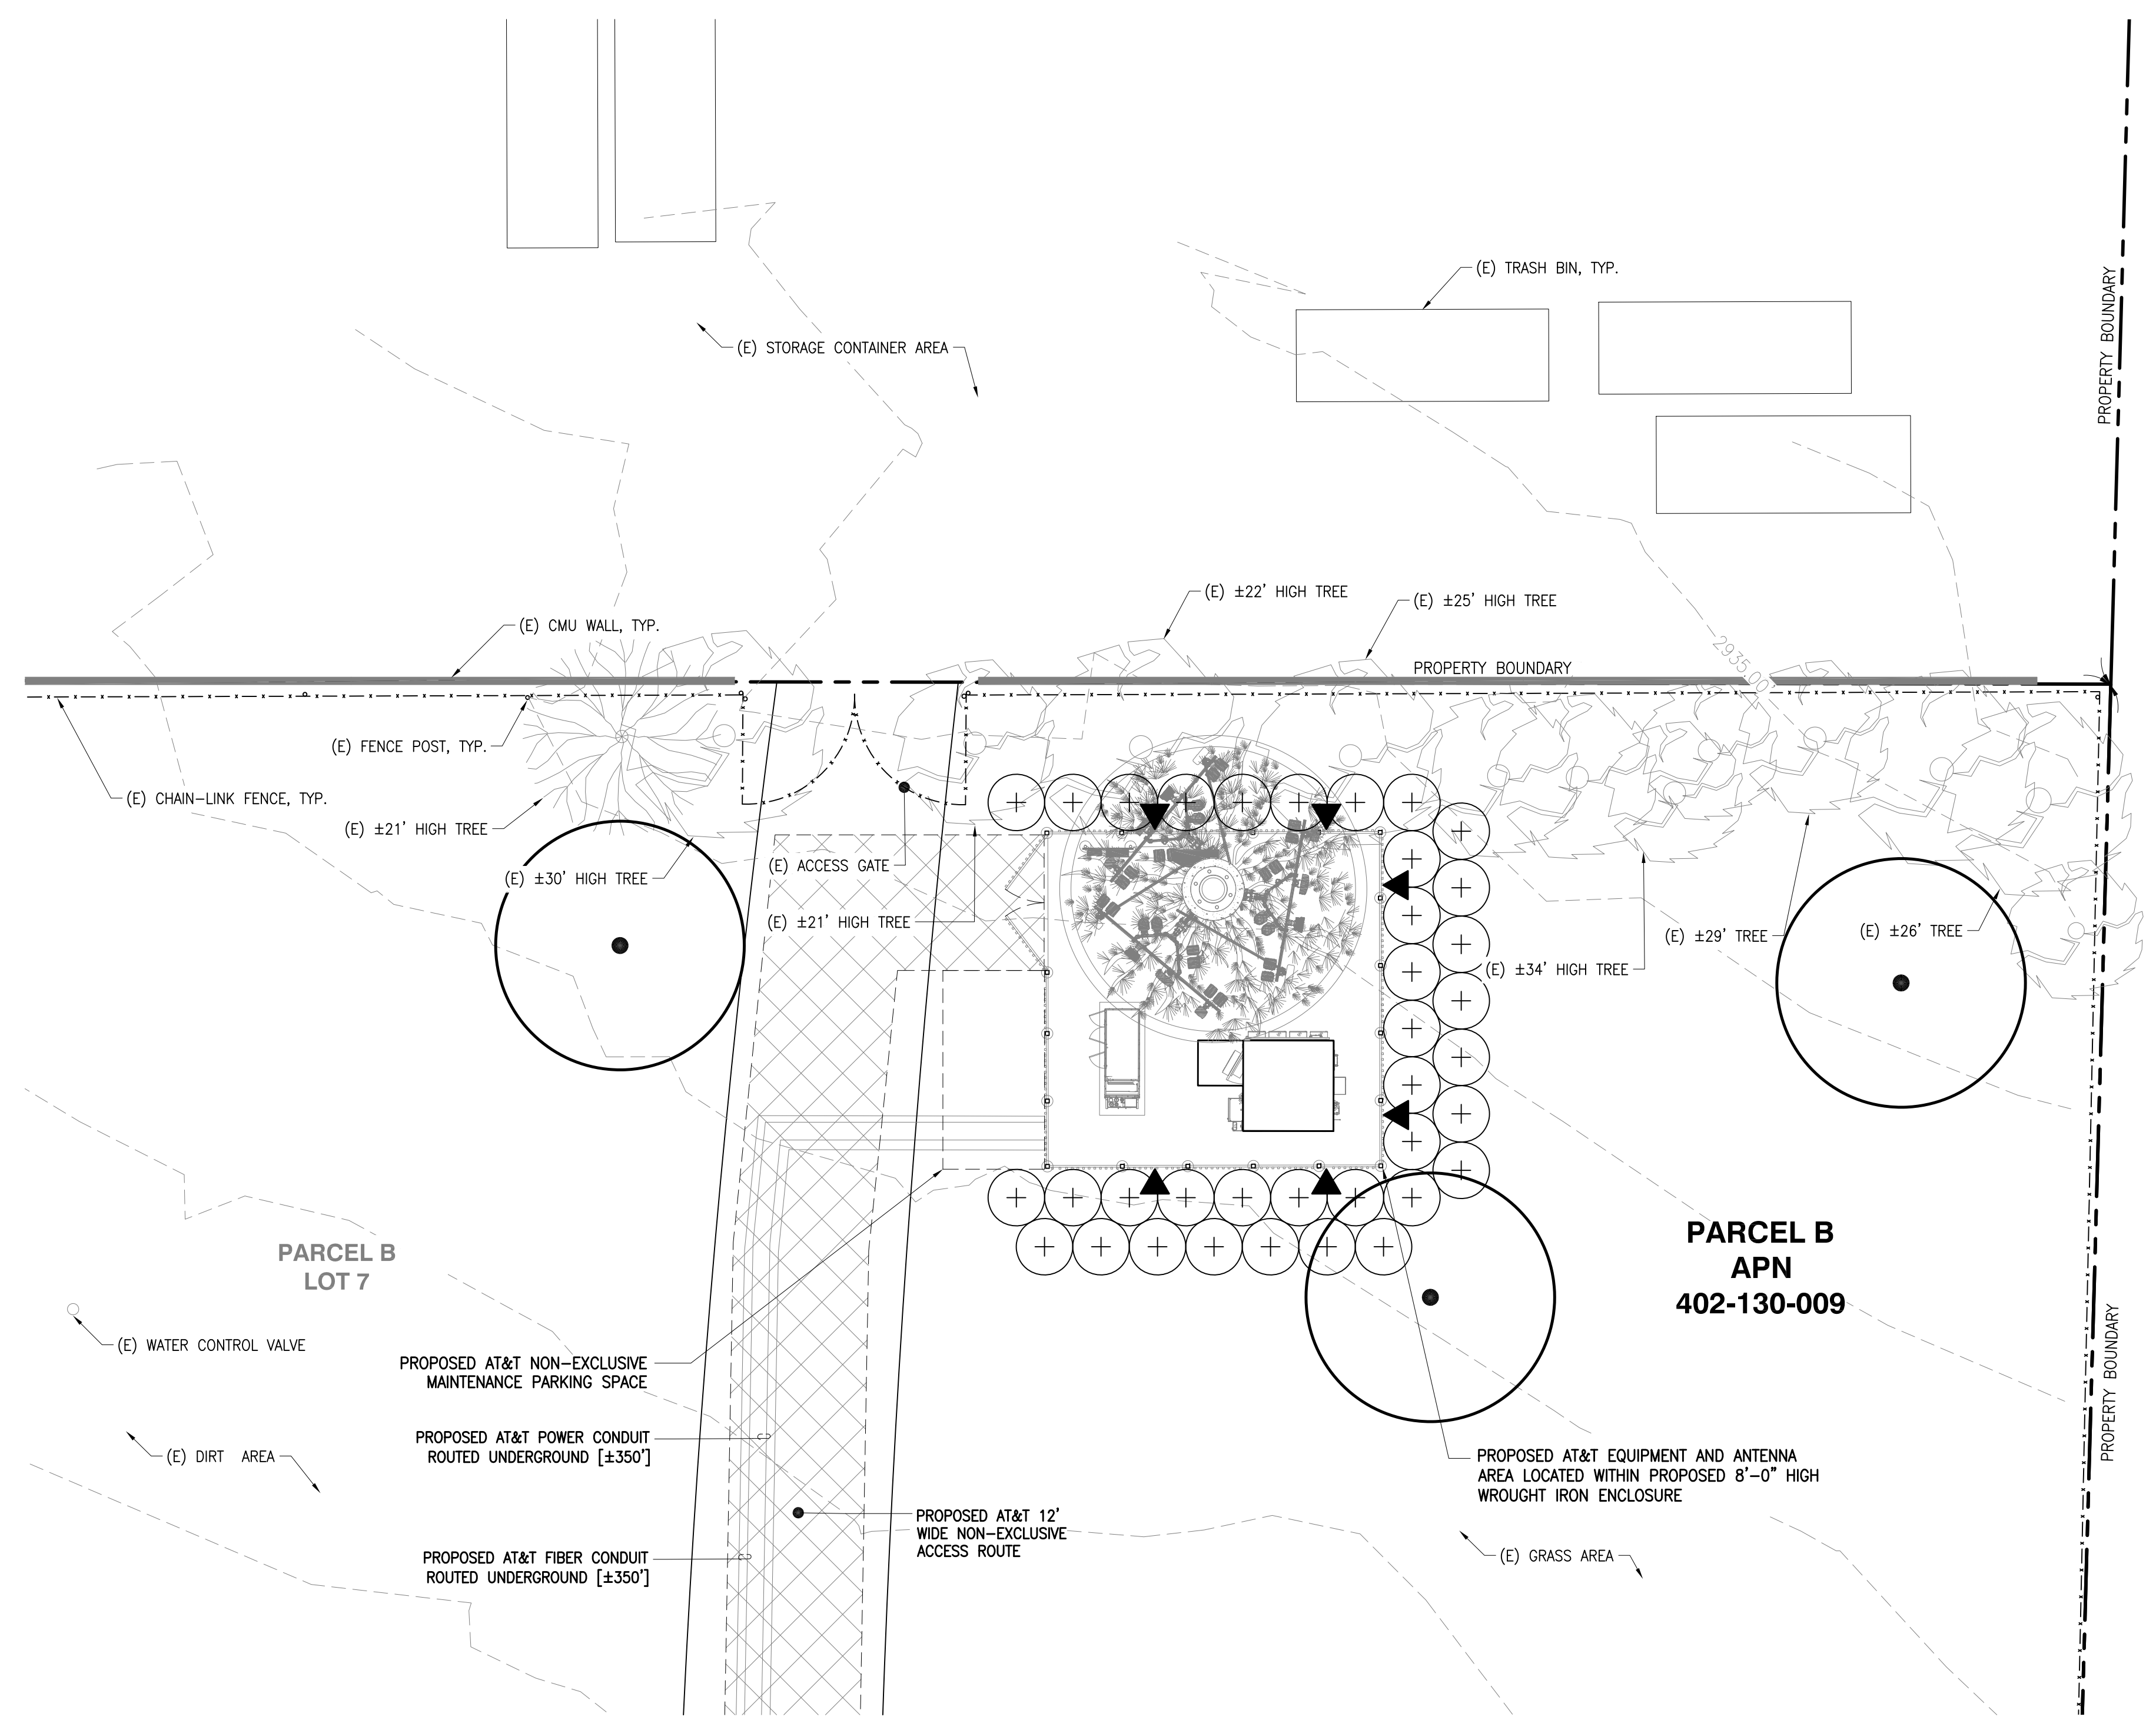 (E) TRASH BIN, TYP.
PROPERTY BOUNDARY
(E) STORAGE CONTAINER AREA
(E) ±22' HIGH TREE
(E) ±25' HIGH TREE
(E) CMU WALL, TYP.
2935.00
PROPERTY BOUNDARY
(E) FENCE POST, TYP.
(E) CHAIN-LINK FENCE, TYP.
(E) ±21' HIGH TREE
(E) ACCESS GATE
(E) ±30' HIGH TREE
(E) ±21' HIGH TREE
(E) ±29' TREE
(E) ±26' TREE
(E) ±34' HIGH TREE
PARCEL B
LOT 7
PARCEL B
APN
402-130-009
(E) WATER CONTROL VALVE
PROPERTY BOUNDARY
PROPOSED AT&T NON-EXCLUSIVE
MAINTENANCE PARKING SPACE
PROPOSED AT&T POWER CONDUIT
ROUTED UNDERGROUND [±350']
(E) DIRT AREA
PROPOSED AT&T EQUIPMENT AND ANTENNA
AREA LOCATED WITHIN PROPOSED 8'-0" HIGH
WROUGHT IRON ENCLOSURE
PROPOSED AT&T 12'
WIDE NON-EXCLUSIVE
ACCESS ROUTE
PROPOSED AT&T FIBER CONDUIT
ROUTED UNDERGROUND [±350']
(E) GRASS AREA